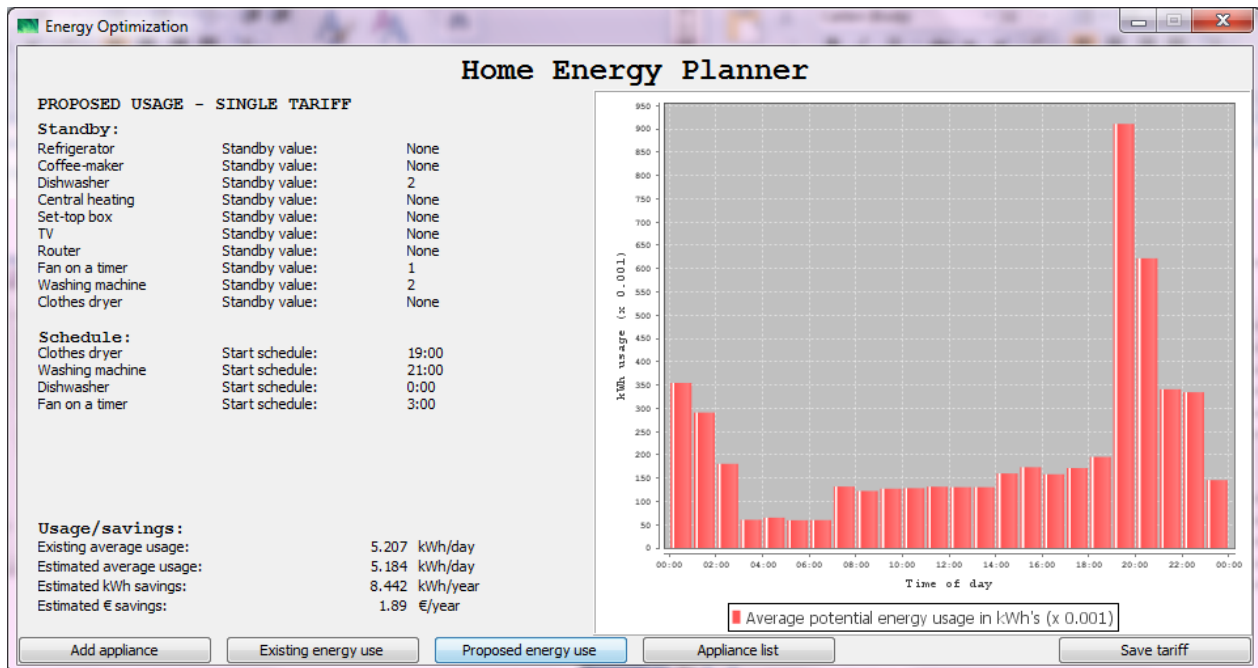 Energy Optimization
Home Energy Planner
PROPOSED USAGE - SINGLE TARIFF
Standby:
Refrigerator Standby value: None
Coffee-maker Standby value: None
Dishwasher Standby value: 2
Central heating Standby value: None
Set-top box Standby value: None
TV Standby value: None
Router Standby value: None
Fan on a timer Standby value: 1
Washing machine Standby value: 2
Clothes dryer Standby value: None
Schedule:
Clothes dryer Start schedule: 19:00
Washing machine Start schedule: 21:00
Dishwasher Start schedule: 0:00
Fan on a timer Start schedule: 3:00
Usage/savings:
Existing average usage: 5.207 kWh/day
Estimated average usage: 5.184 kWh/day
Estimated kWh savings: 8.442 kWh/year
Estimated € savings: 1.89 €/year
kWh usage (x 0.001)
950
900
850
800
750
700
650
600
550
500
450
400
350
300
250
200
150
100
50
0
00:00 02:00 04:00 06:00 08:00 10:00 12:00 14:00 16:00 18:00 20:00 22:00 00:00
Time of day
Average potential energy usage in kWh's (x 0.001)
Add appliance Existing energy use Proposed energy use Appliance list Save tariff